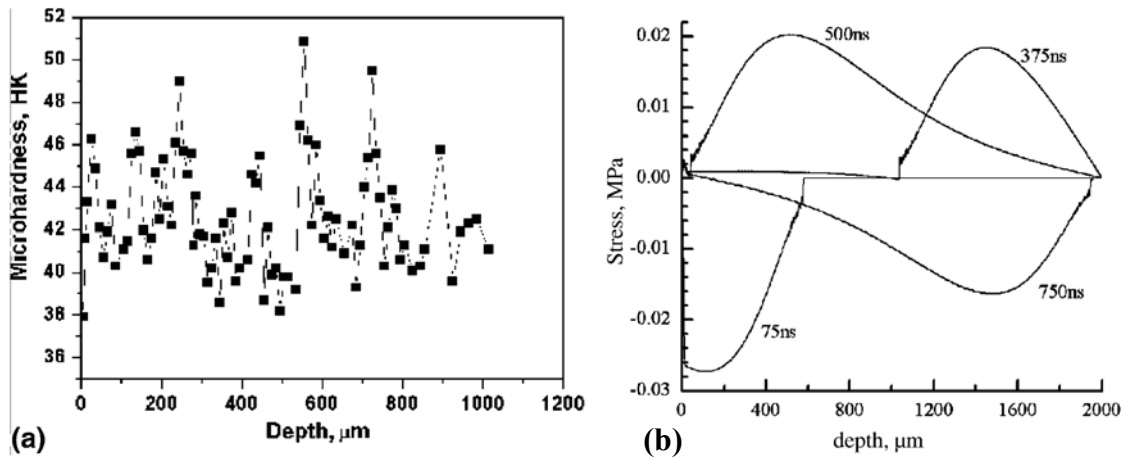 52
50
48
46
44
42
40
38
36
Microhardness, HK
0
200
400
600
800
1000
1200
Depth, μm
(a)
0.02
0.01
0.00
-0.01
-0.02
-0.03
Stress, MPa
500ns
375ns
75ns
750ns
0
400
800
1200
1600
2000
depth, μm
(b)